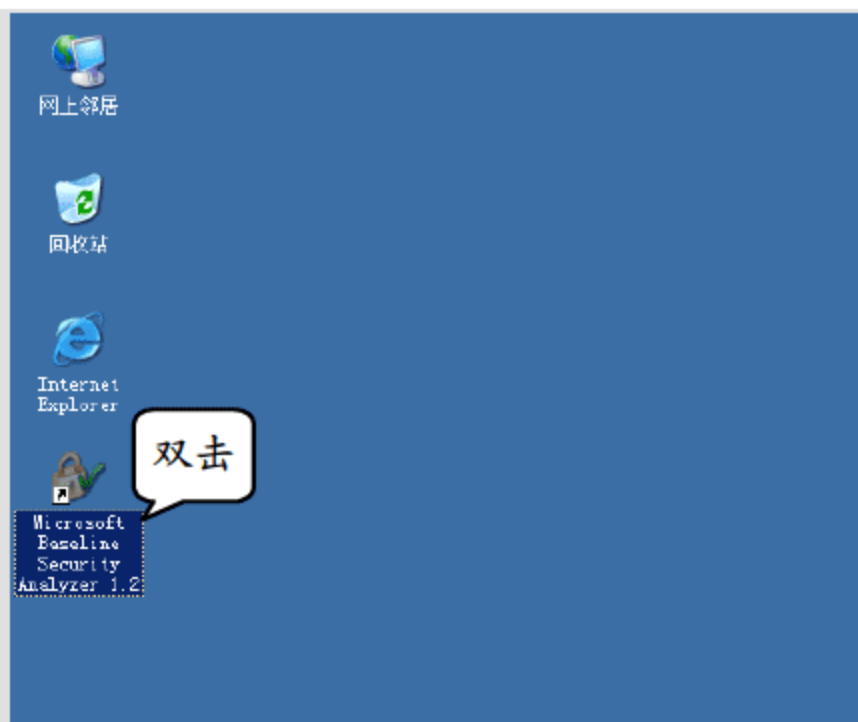 网上邻居
回收站
Internet
Explorer
双击
Microsoft
Baseline
Security
Analyzer 1.2